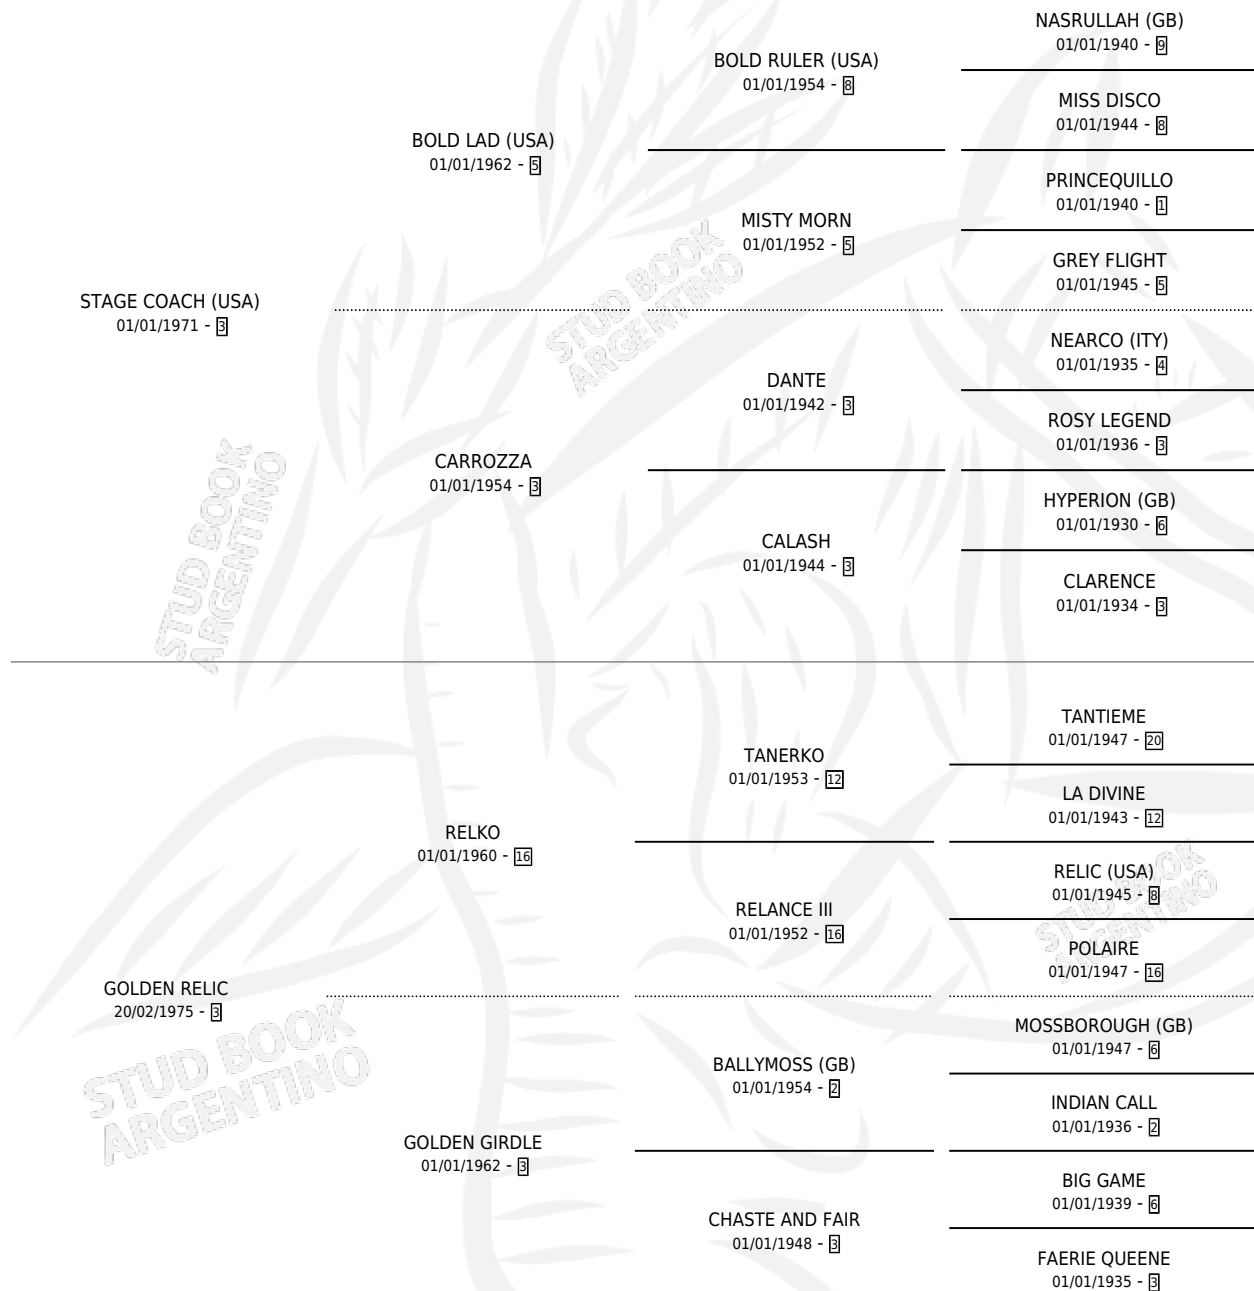 NASRULLAH (GB)
01/01/1940 - 9
BOLD RULER (USA)
01/01/1954 - 8
MISS DISCO
01/01/1944 - 8
BOLD LAD (USA)
01/01/1962 - 5
PRINCEQUILLO
01/01/1940 - 1
MISTY MORN
01/01/1952 - 5
GREY FLIGHT
01/01/1945 - 5
STAGE COACH (USA)
01/01/1971 - 3
NEARCO (ITY)
01/01/1935 - 4
DANTE
01/01/1942 - 3
ROSY LEGEND
01/01/1936 - 3
CARROZZA
01/01/1954 - 3
HYPERION (GB)
01/01/1930 - 6
CALASH
01/01/1944 - 3
CLARENCE
01/01/1934 - 3
TANTIEME
01/01/1947 - 20
TANERKO
01/01/1953 - 12
LA DIVINE
01/01/1943 - 12
RELKO
01/01/1960 - 16
RELIC (USA)
01/01/1945 - 8
RELANCE III
01/01/1952 - 16
POLAIRE
01/01/1947 - 16
GOLDEN RELIC
20/02/1975 - 3
MOSSBOROUGH (GB)
01/01/1947 - 6
BALLYMOSS (GB)
01/01/1954 - 2
INDIAN CALL
01/01/1936 - 2
GOLDEN GIRDLE
01/01/1962 - 3
BIG GAME
01/01/1939 - 6
CHASTE AND FAIR
01/01/1948 - 3
FAERIE QUEENE
01/01/1935 - 3
STUD BOOK
ARGENTINO
STUD BOOK
ARGENTINO
STUD BOOK
ARGENTINO
STUD BOOK
ARGENTINO